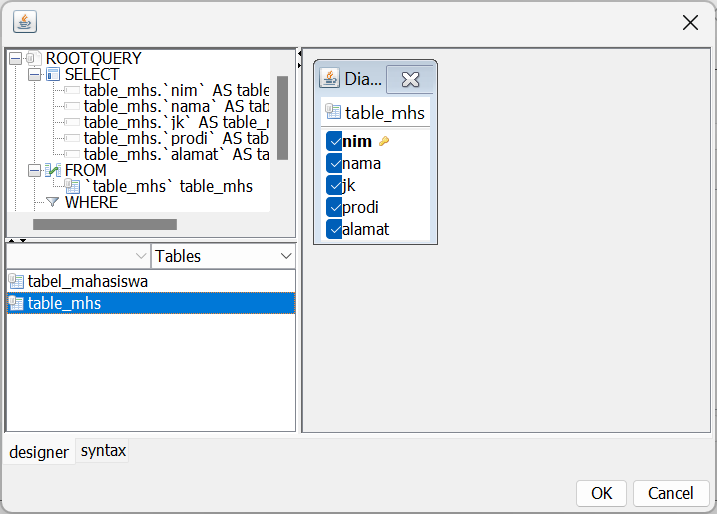 ROOTQUERY
SELECT
table_mhs.`nim` AS table
table_mhs.`nama` AS tab
table_mhs.`jk` AS table_m
table_mhs.`prodi` AS tab
table_mhs.`alamat` AS ta
FROM
`table_mhs` table_mhs
WHERE
Tables
tabel_mahasiswa
table_mhs
designer
syntax
Dia...
table_mhs
nim
nama
jk
prodi
alamat
OK
Cancel